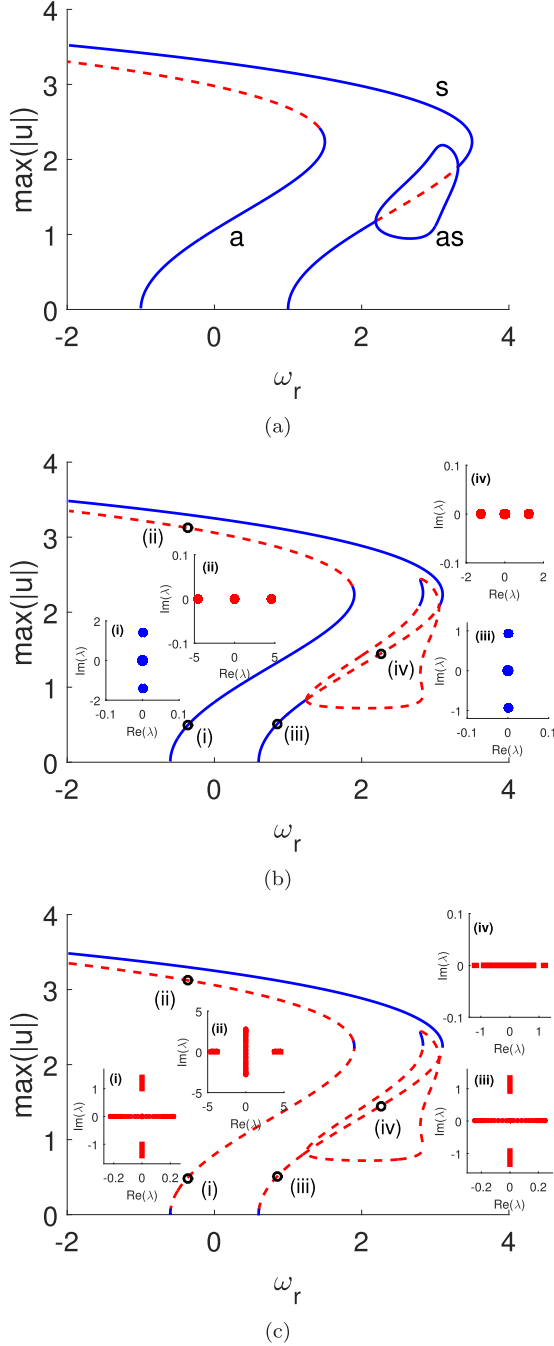 4
3
2
1
0
max(|u|)
s
a
as
-2
0
2
4
ω_r
(a)
4
3
2
1
0
max(|u|)
(ii)
(i)
(iii)
(iv)
0.1
0
-0.1
Im(λ)
(iv)
-2
0
2
Re(λ)
0.1
0
-0.1
Im(λ)
(ii)
-5
0
5
Re(λ)
2
0
-2
Im(λ)
(i)
-0.1
0
0.1
Re(λ)
1
0
-1
Im(λ)
(iii)
-0.1
0
0.1
Re(λ)
-2
0
2
4
ω_r
(b)
4
3
2
1
0
max(|u|)
(ii)
(i)
(iii)
(iv)
0.1
0
-0.1
Im(λ)
(iv)
-1
0
1
Re(λ)
5
0
-5
Im(λ)
(ii)
-5
0
5
Re(λ)
1
0
-1
Im(λ)
(i)
-0.2
0
0.2
Re(λ)
1
0
-1
Im(λ)
(iii)
-0.2
0
0.2
Re(λ)
-2
0
2
4
ω_r
(c)